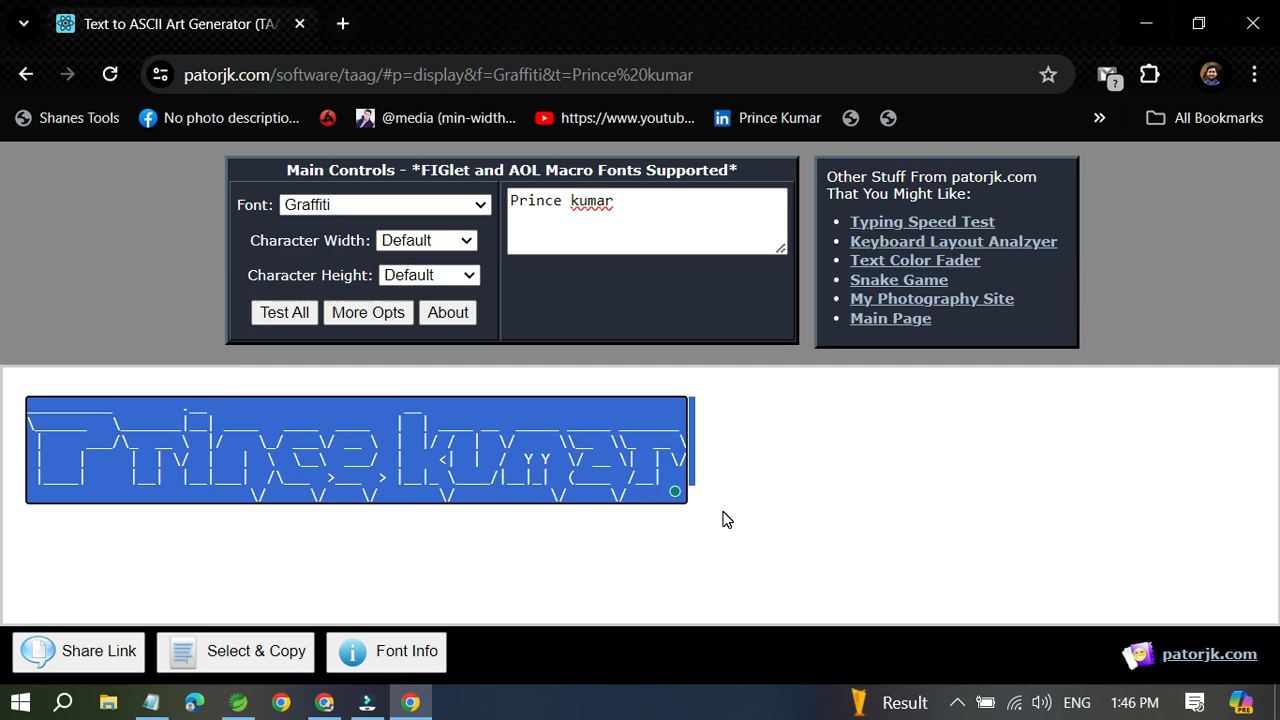 Text to ASCII Art Generator (TAA
patorjk.com/software/taag/#p=display&f=Graffiti&t=Prince%20kumar
?
Shanes Tools
No photo descriptio...
@media (min-width...
https://www.youtub...
Prince Kumar
»
All Bookmarks
Main Controls - *FIGlet and AOL Macro Fonts Supported*
Font: Graffiti
Character Width: Default
Character Height: Default
Test All More Opts About
Prince kumar
Other Stuff From patorjk.com
That You Might Like:
• Typing Speed Test
• Keyboard Layout Analzyer
• Text Color Fader
• Snake Game
• My Photography Site
• Main Page
Prince kumar
Share Link
Select & Copy
Font Info
patorjk.com
Result
ENG
1:46 PM
PRE